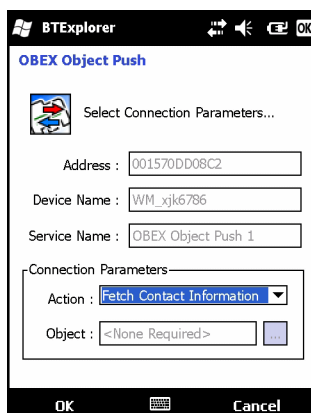 BTExplorer OK
OBEX Object Push
Select Connection Parameters...
Address : 001570DD08C2
Device Name : WM_xjk6786
Service Name : OBEX Object Push 1
Connection Parameters
Action : Fetch Contact Information
Object : <None Required> ...
OK Cancel